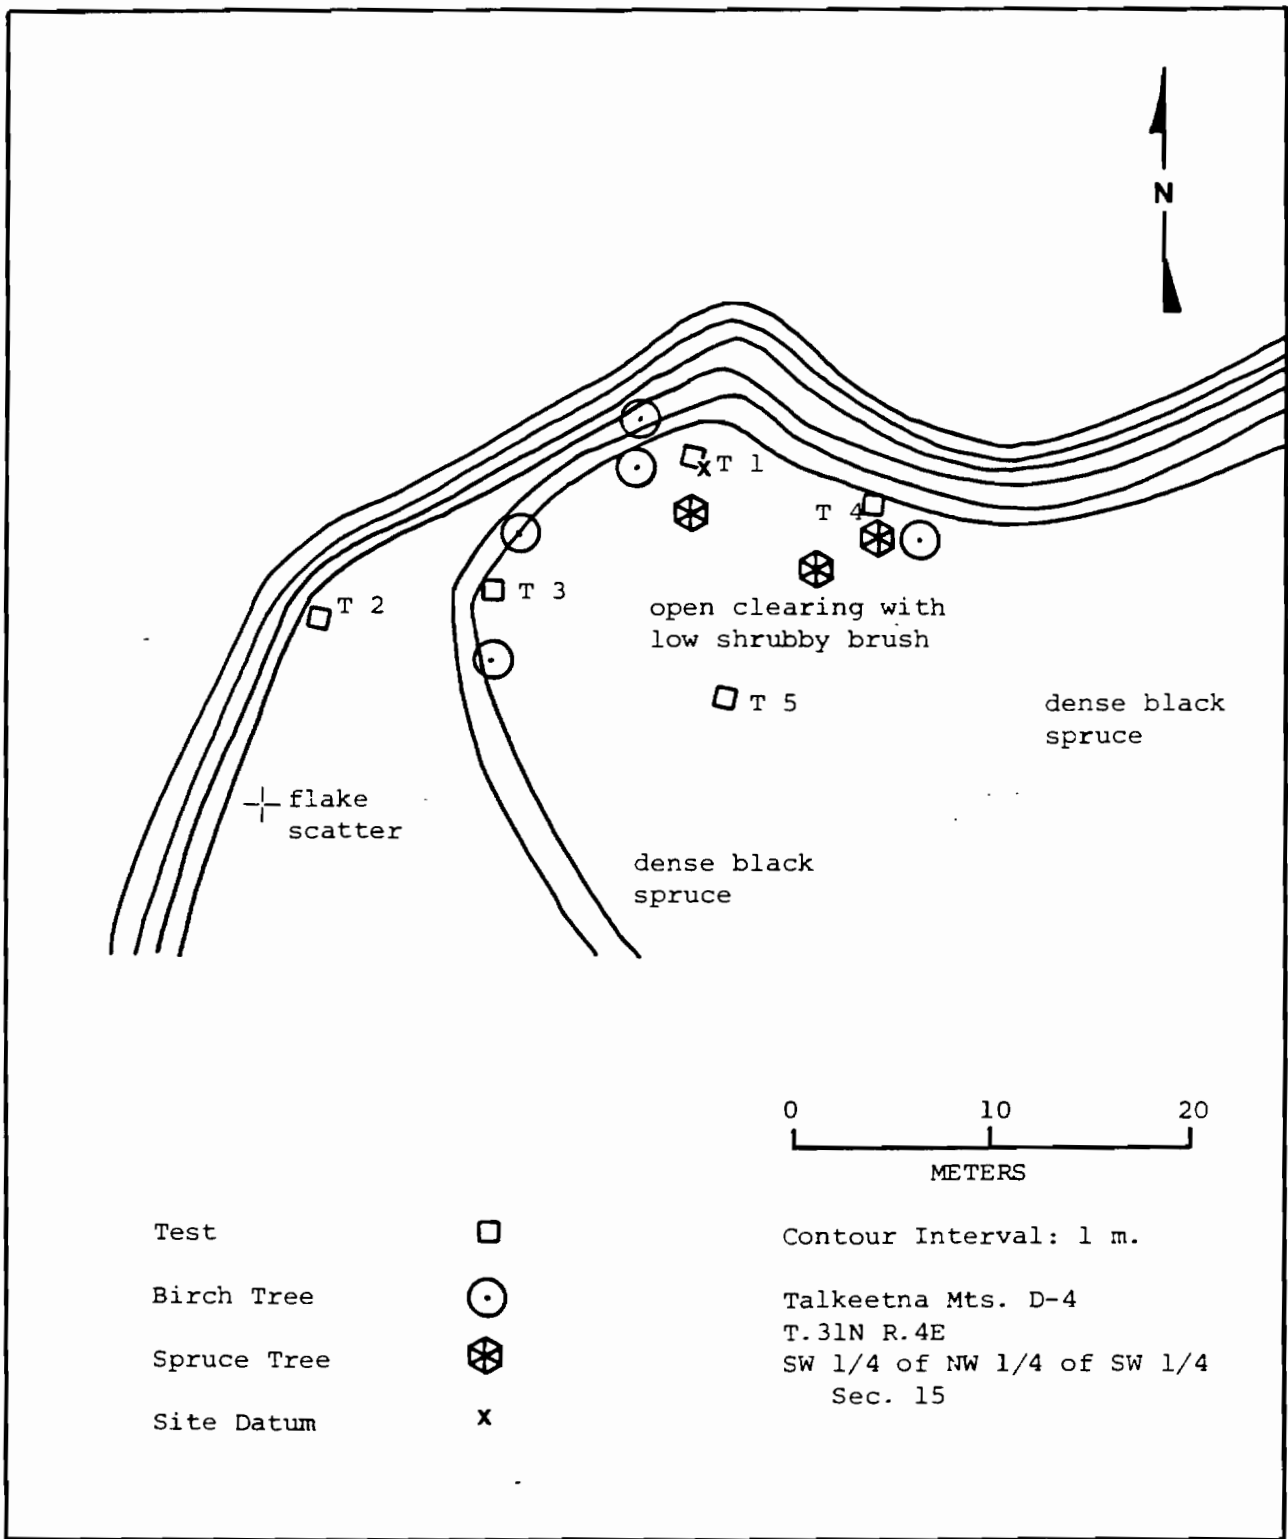 N
T 1
T 4
T 3
T 2
open clearing with
low shrubby brush
T 5
dense black
spruce
flake
scatter
dense black
spruce
0 10 20
METERS
Test
Birch Tree
Spruce Tree
Site Datum x
Contour Interval: 1 m.
Talkeetna Mts. D-4
T.31N R.4E
SW 1/4 of NW 1/4 of SW 1/4
Sec. 15